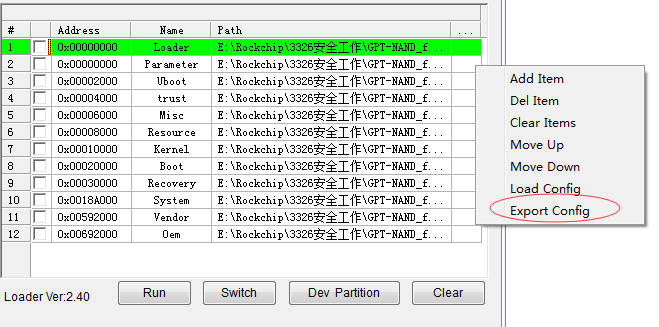 # Address Name Path ...
1 0x00000000 Loader E:\Rockchip\3326安全工作\GPT-NAND_f...
2 0x00000000 Parameter E:\Rockchip\3326安全工作\GPT-NAND_f...
3 0x00002000 Uboot E:\Rockchip\3326安全工作\GPT-NAND_f...
4 0x00004000 trust E:\Rockchip\3326安全工作\GPT-NAND_f...
5 0x00006000 Misc E:\Rockchip\3326安全工作\GPT-NAND_f...
6 0x00008000 Resource E:\Rockchip\3326安全工作\GPT-NAND_f...
7 0x00010000 Kernel E:\Rockchip\3326安全工作\GPT-NAND_f...
8 0x00020000 Boot E:\Rockchip\3326安全工作\GPT-NAND_f...
9 0x00030000 Recovery E:\Rockchip\3326安全工作\GPT-NAND_f...
10 0x0018A000 System E:\Rockchip\3326安全工作\GPT-NAND_f...
11 0x00592000 Vendor E:\Rockchip\3326安全工作\GPT-NAND_f...
12 0x00692000 Oem E:\Rockchip\3326安全工作\GPT-NAND_f...
Add Item
Del Item
Clear Items
Move Up
Move Down
Load Config
Export Config
Loader Ver:2.40 Run Switch Dev Partition Clear